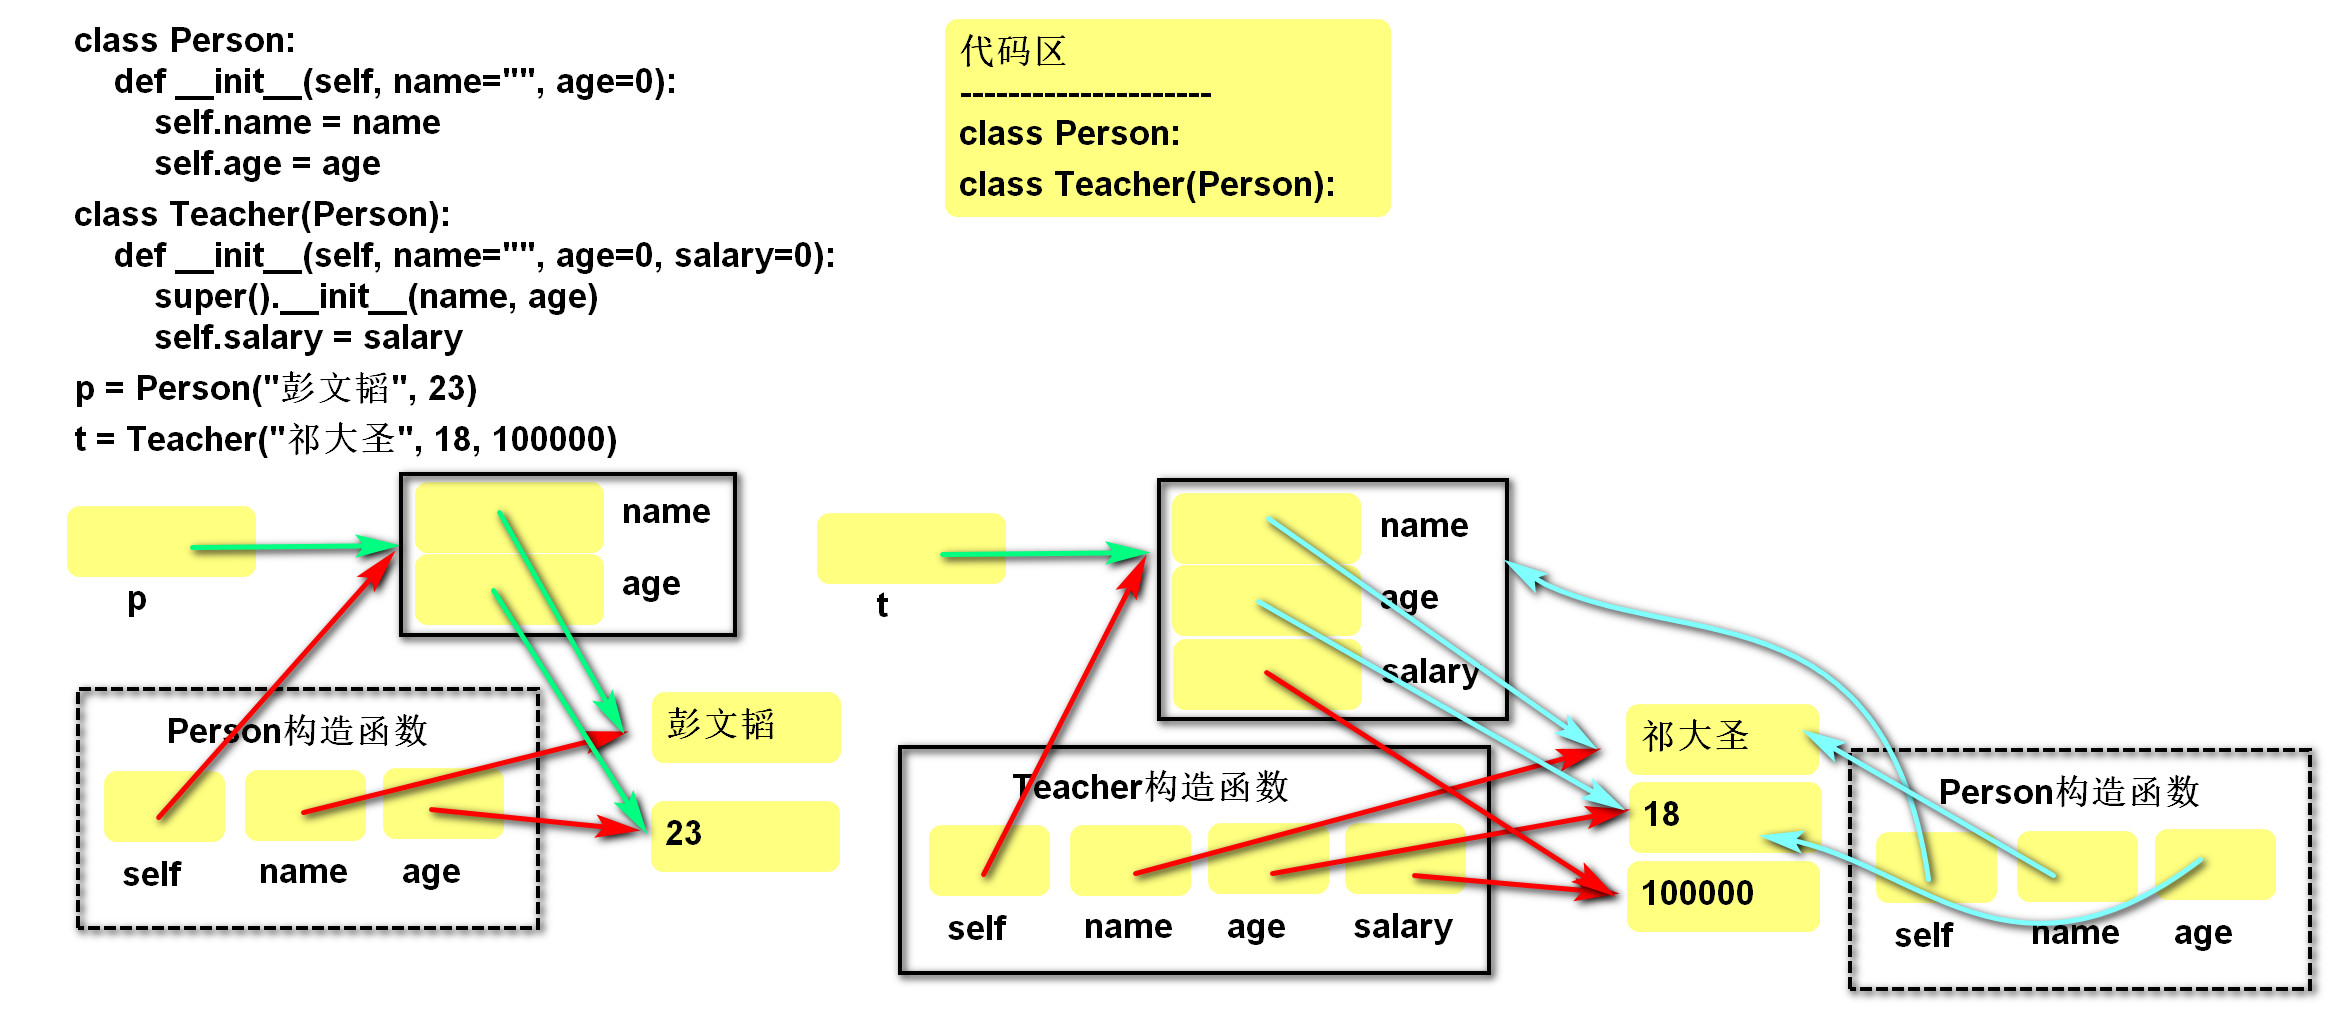 class Person:
def __init__(self, name="", age=0):
self.name = name
self.age = age
class Teacher(Person):
def __init__(self, name="", age=0, salary=0):
super().__init__(name, age)
self.salary = salary
p = Person("彭文韬", 23)
t = Teacher("祁大圣", 18, 100000)
代码区
---------------------
class Person:
class Teacher(Person):
p
name
age
Person构造函数
self
name
age
彭文韬
23
t
name
age
salary
Teacher构造函数
self
name
age
salary
祁大圣
18
100000
Person构造函数
self
name
age